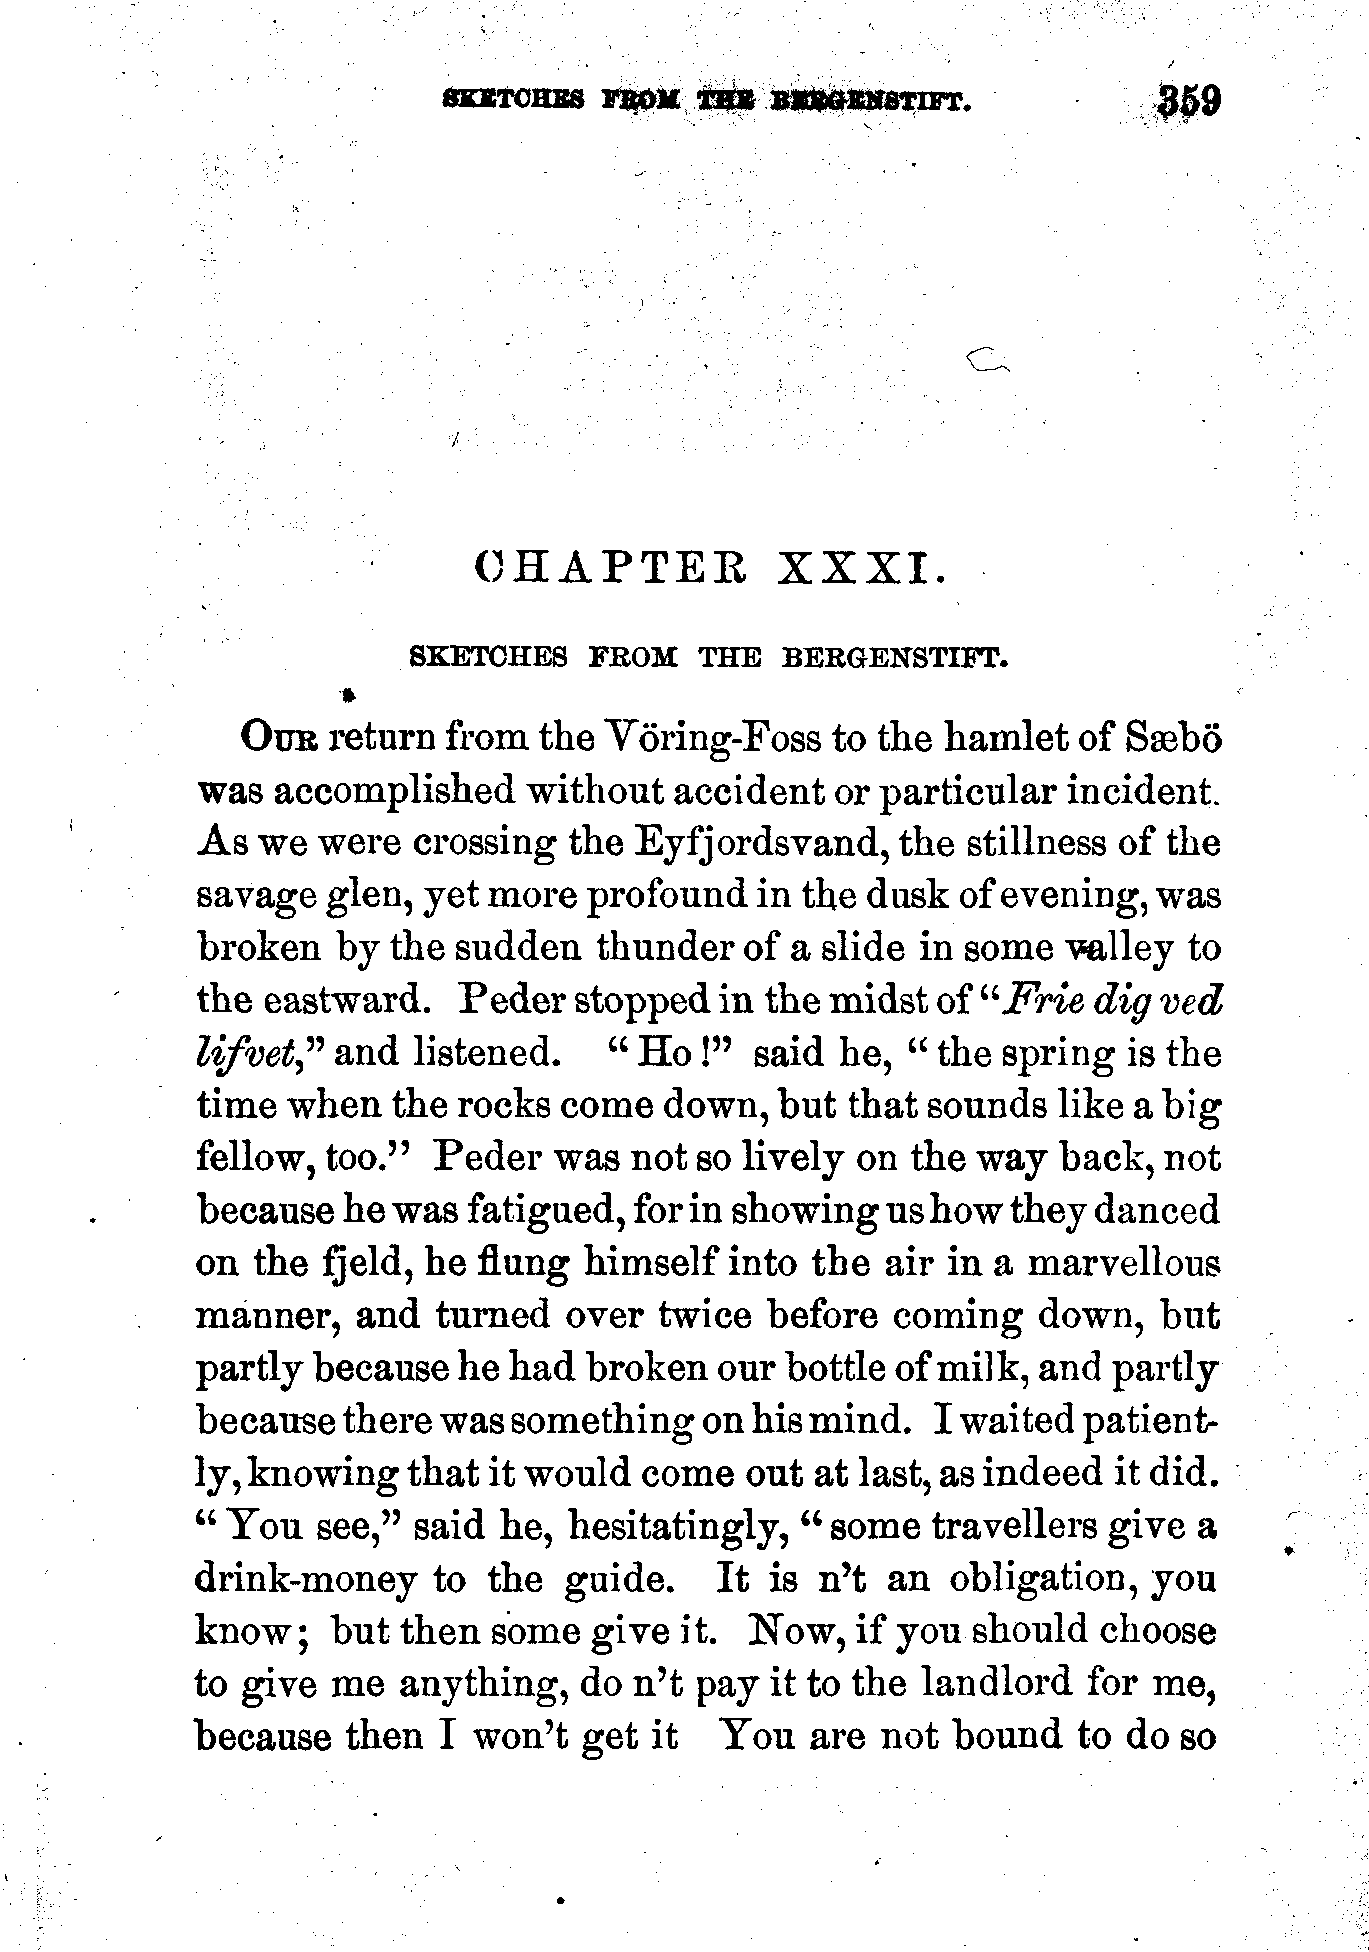 SKETCHES FROM THE BERGENSTIFT. 359
CHAPTER XXXI.
SKETCHES FROM THE BERGENSTIFT.
OUR return from the Vöring-Foss to the hamlet of Sæbö
was accomplished without accident or particular incident.
As we were crossing the Eyfjordsvand, the stillness of the
savage glen, yet more profound in the dusk of evening, was
broken by the sudden thunder of a slide in some valley to
the eastward. Peder stopped in the midst of "Frie dig ved
lifvet," and listened. "Ho!" said he, "the spring is the
time when the rocks come down, but that sounds like a big
fellow, too." Peder was not so lively on the way back, not
because he was fatigued, for in showing us how they danced
on the fjeld, he flung himself into the air in a marvellous
manner, and turned over twice before coming down, but
partly because he had broken our bottle of milk, and partly
because there was something on his mind. I waited patient-
ly, knowing that it would come out at last, as indeed it did.
"You see," said he, hesitatingly, "some travellers give a
drink-money to the guide. It is n't an obligation, you
know; but then some give it. Now, if you should choose
to give me anything, do n't pay it to the landlord for me,
because then I won't get it You are not bound to do so